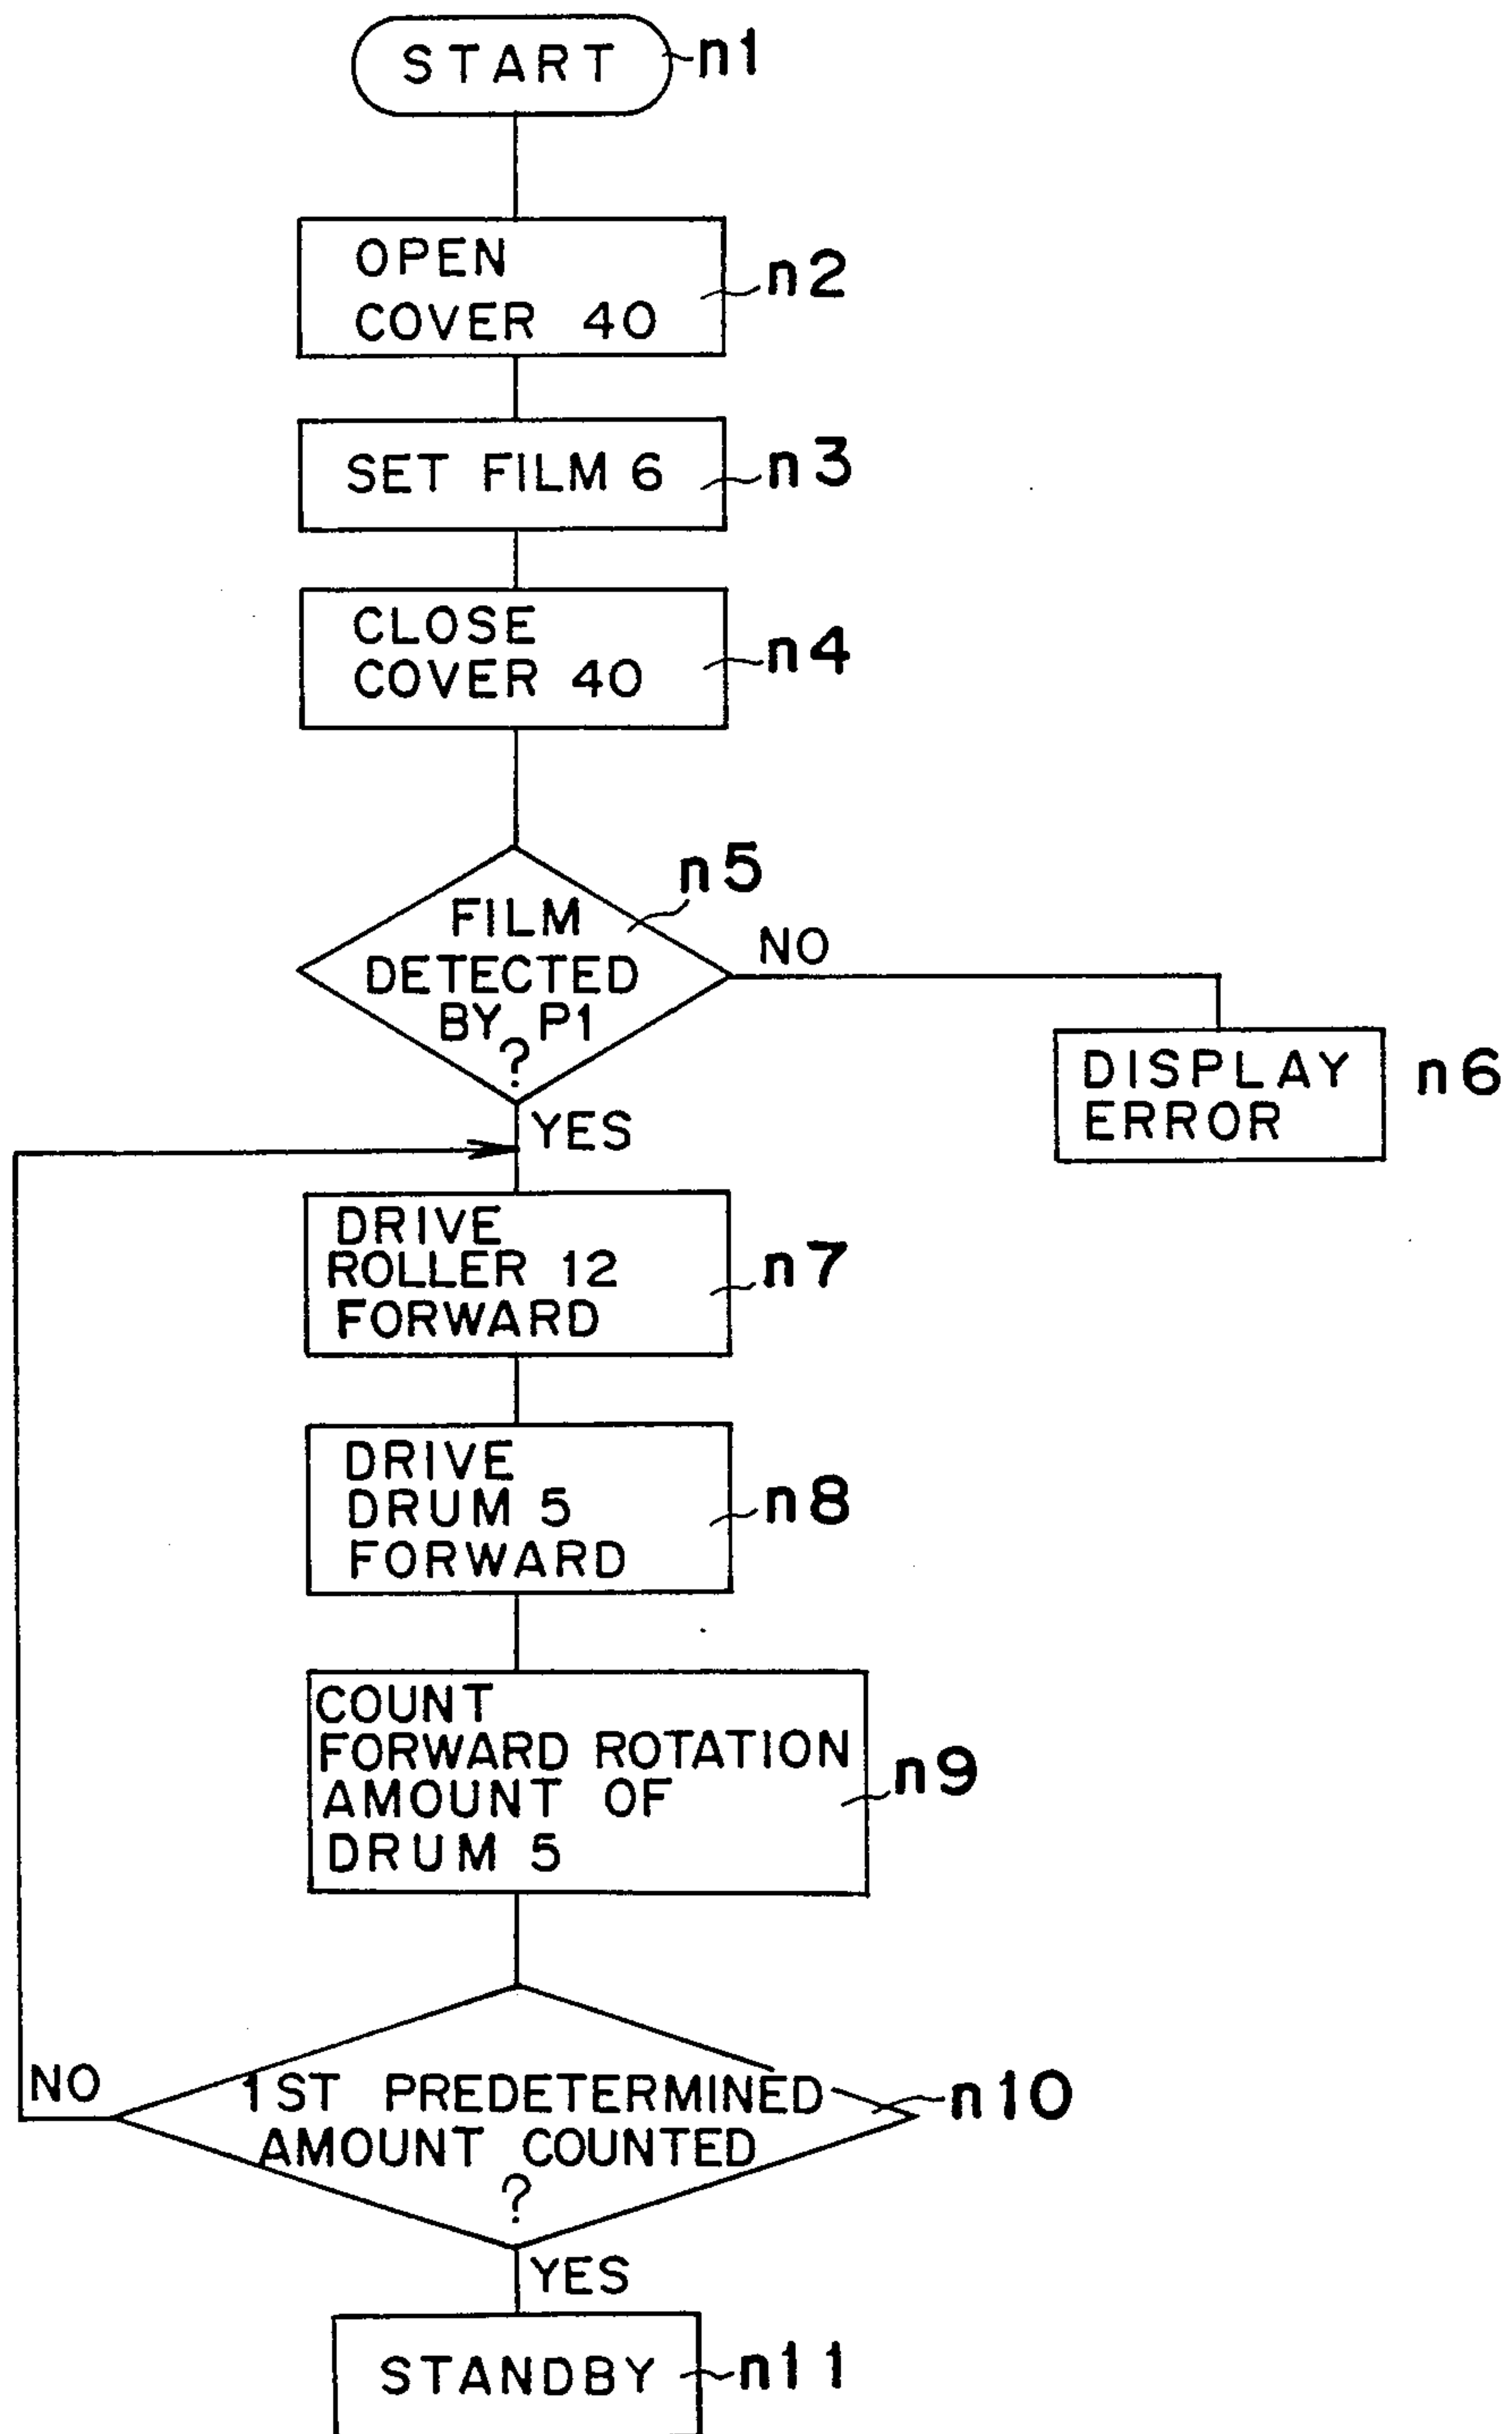 START
n1
OPEN
COVER 40
n2
SET FILM 6
n3
CLOSE
COVER 40
n4
FILM
DETECTED
BY P1
?
n5
NO
DISPLAY
ERROR
n6
YES
DRIVE
ROLLER 12
FORWARD
n7
DRIVE
DRUM 5
FORWARD
n8
COUNT
FORWARD ROTATION
AMOUNT OF
DRUM 5
n9
1ST PREDETERMINED
AMOUNT COUNTED
?
n10
NO
YES
STANDBY
n11